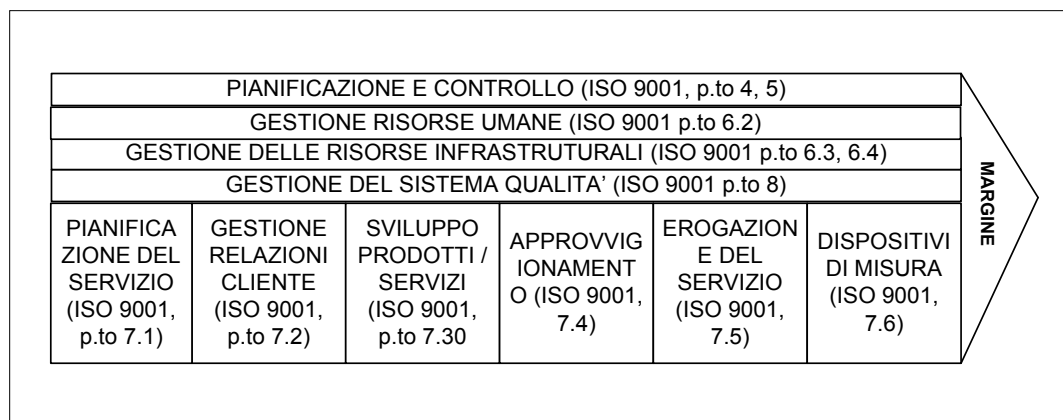 PIANIFICAZIONE E CONTROLLO (ISO 9001, p.to 4, 5)
GESTIONE RISORSE UMANE (ISO 9001 p.to 6.2)
GESTIONE DELLE RISORSE INFRASTRUTURALI (ISO 9001 p.to 6.3, 6.4)
GESTIONE DEL SISTEMA QUALITA' (ISO 9001 p.to 8)
PIANIFICA
ZIONE DEL
SERVIZIO
(ISO 9001,
p.to 7.1)
GESTIONE
RELAZIONI
CLIENTE
(ISO 9001,
p.to 7.2)
SVILUPPO
PRODOTTI /
SERVIZI
(ISO 9001,
p.to 7.30
APPROVVIG
IONAMENT
O (ISO 9001,
7.4)
EROGAZION
E DEL
SERVIZIO
(ISO 9001,
7.5)
DISPOSITIVI
DI MISURA
(ISO 9001,
7.6)
MARGINE